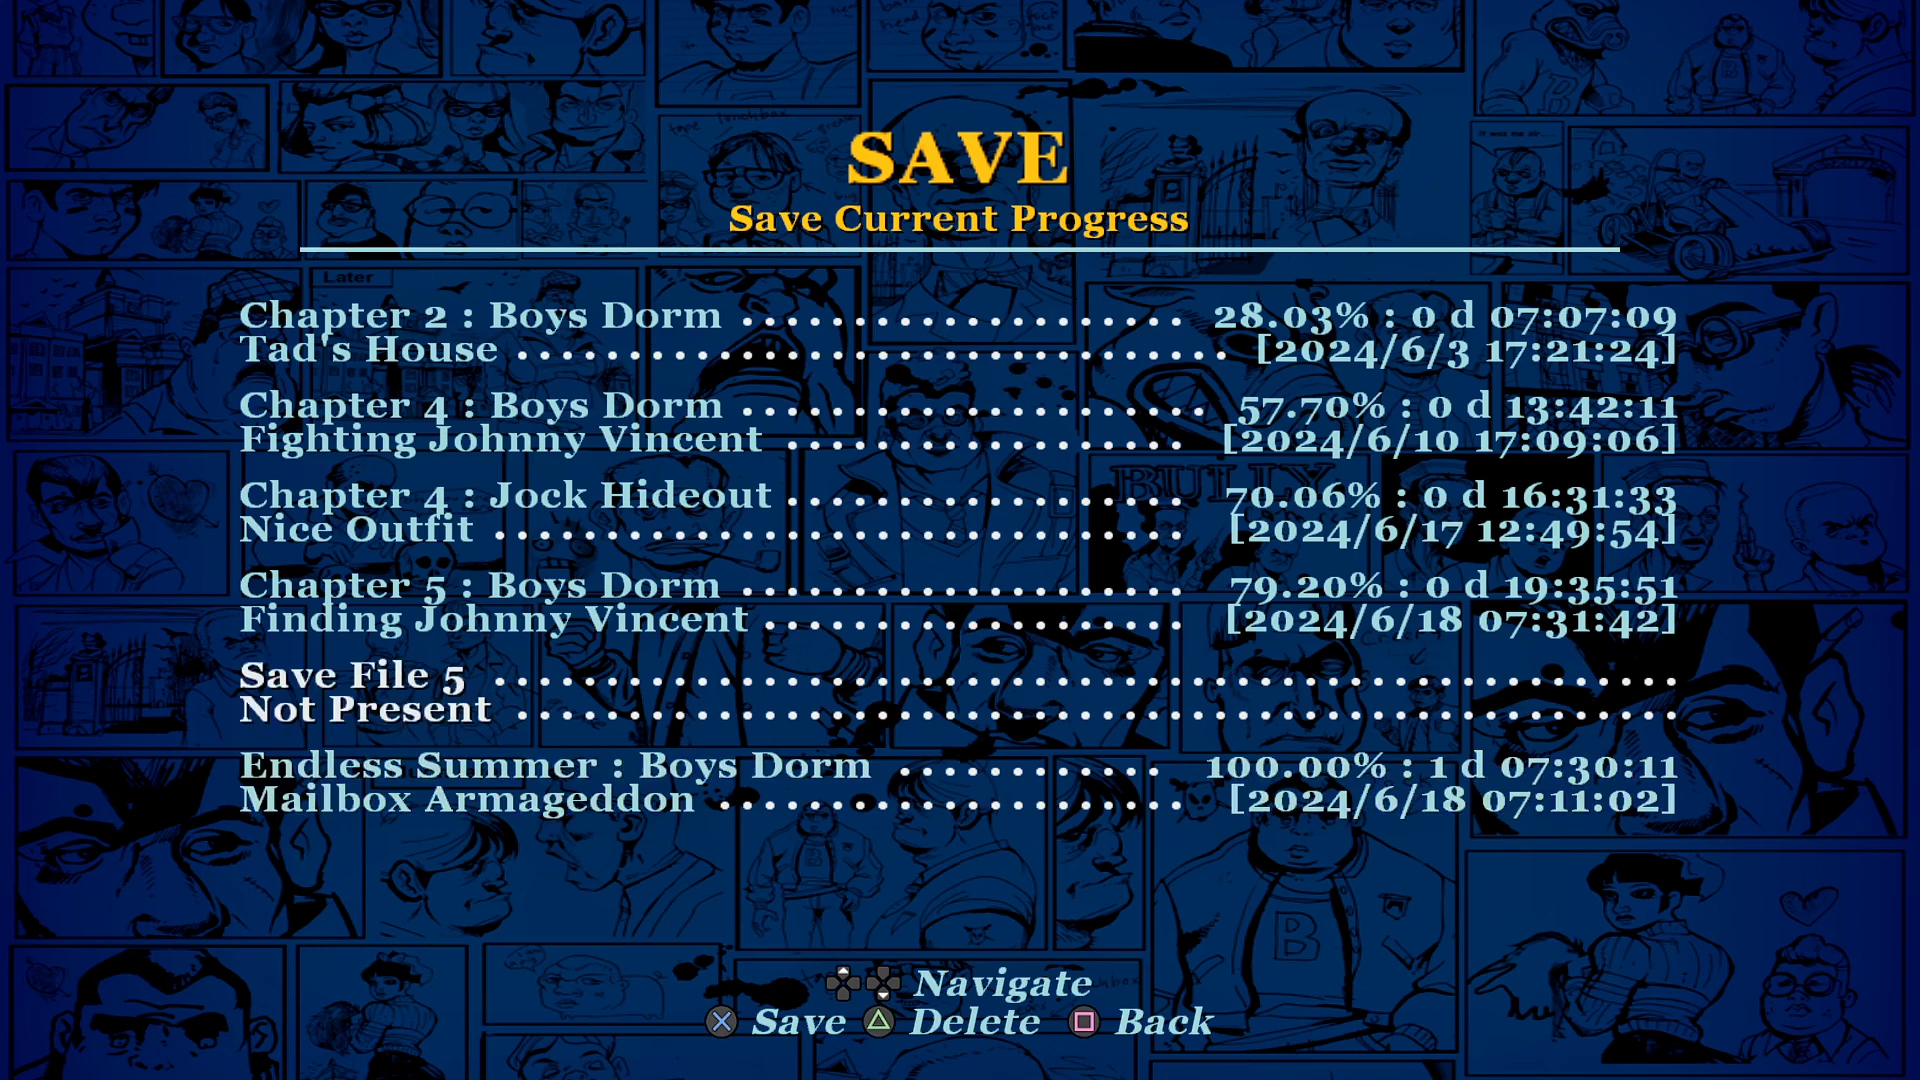 SAVE
Save Current Progress
Later
Chapter 2 : Boys Dorm .................... 28.03% : 0 d 07:07:09
Tad's House ................................ [2024/6/3 17:21:24]
Chapter 4 : Boys Dorm ..................... 57.70% : 0 d 13:42:11
Fighting Johnny Vincent .................. [2024/6/10 17:09:06]
BULLY
Chapter 4 : Jock Hideout .................. 70.06% : 0 d 16:31:33
Nice Outfit ............................... [2024/6/17 12:49:54]
Chapter 5 : Boys Dorm .................... 79.20% : 0 d 19:35:51
Finding Johnny Vincent ................... [2024/6/18 07:31:42]
Save File 5 .....................................................
Not Present ....................................................
Endless Summer : Boys Dorm ............ 100.00% : 1 d 07:30:11
Mailbox Armageddon ..................... [2024/6/18 07:11:02]
B
Navigate
Save Delete Back